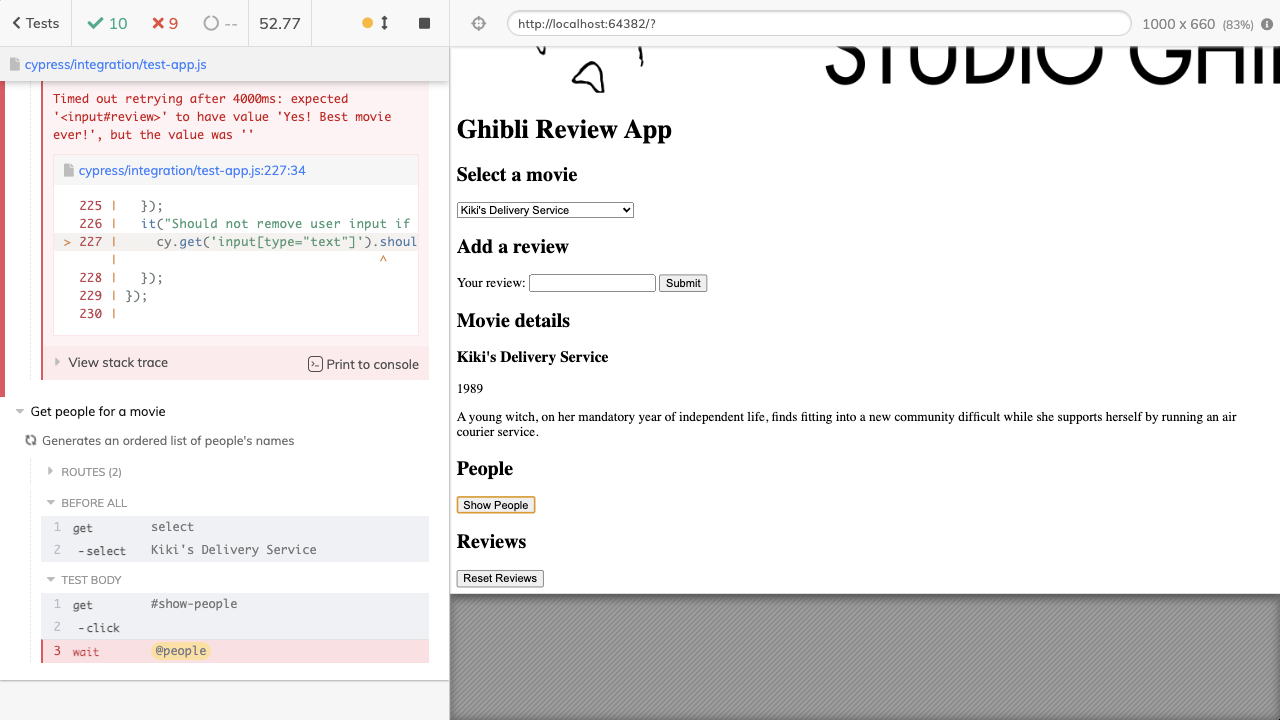 Tests
10
9
--
52.77
cypress/integration/test-app.js
Timed out retrying after 4000ms: expected
'<input#review>' to have value 'Yes! Best movie
ever!', but the value was ''
cypress/integration/test-app.js:227:34
225 |   });
226 |   it("Should not remove user input if
> 227 |     cy.get('input[type="text"]').shoul
|                                  ^
228 |   });
229 | });
230 |
View stack trace
Print to console
Get people for a movie
Generates an ordered list of people's names
ROUTES (2)
BEFORE ALL
1 get select
2 -select Kiki's Delivery Service
TEST BODY
1 get #show-people
2 -click
3 wait @people
http://localhost:64382/?
1000 x 660 (83%)
STUDIO GHI
Ghibli Review App
Select a movie
Kiki's Delivery Service
Add a review
Your review:
Submit
Movie details
Kiki's Delivery Service
1989
A young witch, on her mandatory year of independent life, finds fitting into a new community difficult while she supports herself by running an air
courier service.
People
Show People
Reviews
Reset Reviews